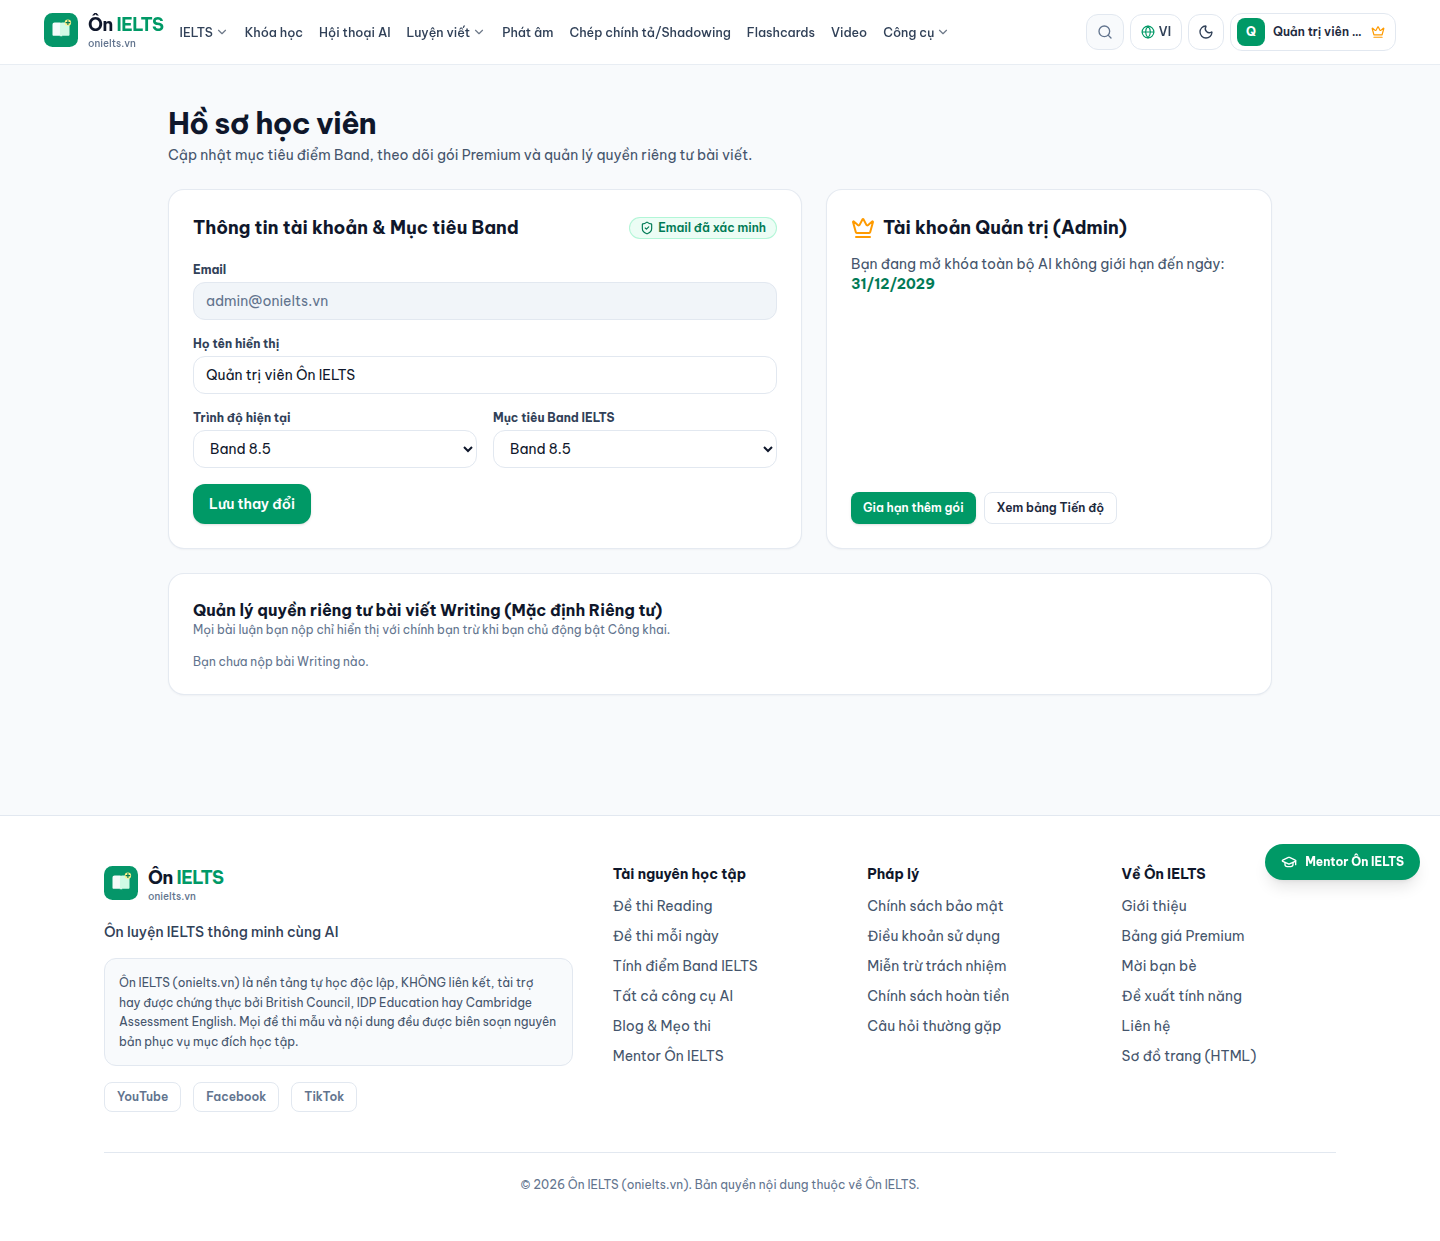 Ôn IELTS
onielts.vn
IELTS
Khóa học
Hội thoại AI
Luyện viết
Phát âm
Chép chính tả/Shadowing
Flashcards
Video
Công cụ
VI
Q
Quản trị viên ...
Hồ sơ học viên
Cập nhật mục tiêu điểm Band, theo dõi gói Premium và quản lý quyền riêng tư bài viết.
Thông tin tài khoản & Mục tiêu Band
Email đã xác minh
Email
admin@onielts.vn
Họ tên hiển thị
Quản trị viên Ôn IELTS
Trình độ hiện tại
Mục tiêu Band IELTS
Band 8.5
Band 8.5
Lưu thay đổi
Tài khoản Quản trị (Admin)
Bạn đang mở khóa toàn bộ AI không giới hạn đến ngày:
31/12/2029
Gia hạn thêm gói
Xem bảng Tiến độ
Quản lý quyền riêng tư bài viết Writing (Mặc định Riêng tư)
Mọi bài luận bạn nộp chỉ hiển thị với chính bạn trừ khi bạn chủ động bật Công khai.
Bạn chưa nộp bài Writing nào.
Ôn IELTS
onielts.vn
Ôn luyện IELTS thông minh cùng AI
Ôn IELTS (onielts.vn) là nền tảng tự học độc lập, KHÔNG liên kết, tài trợ
hay được chứng thực bởi British Council, IDP Education hay Cambridge
Assessment English. Mọi đề thi mẫu và nội dung đều được biên soạn nguyên
bản phục vụ mục đích học tập.
YouTube
Facebook
TikTok
Tài nguyên học tập
Đề thi Reading
Đề thi mỗi ngày
Tính điểm Band IELTS
Tất cả công cụ AI
Blog & Mẹo thi
Mentor Ôn IELTS
Pháp lý
Chính sách bảo mật
Điều khoản sử dụng
Miễn trừ trách nhiệm
Chính sách hoàn tiền
Câu hỏi thường gặp
Về Ôn IELTS
Giới thiệu
Bảng giá Premium
Mời bạn bè
Đề xuất tính năng
Liên hệ
Sơ đồ trang (HTML)
Mentor Ôn IELTS
© 2026 Ôn IELTS (onielts.vn). Bản quyền nội dung thuộc về Ôn IELTS.